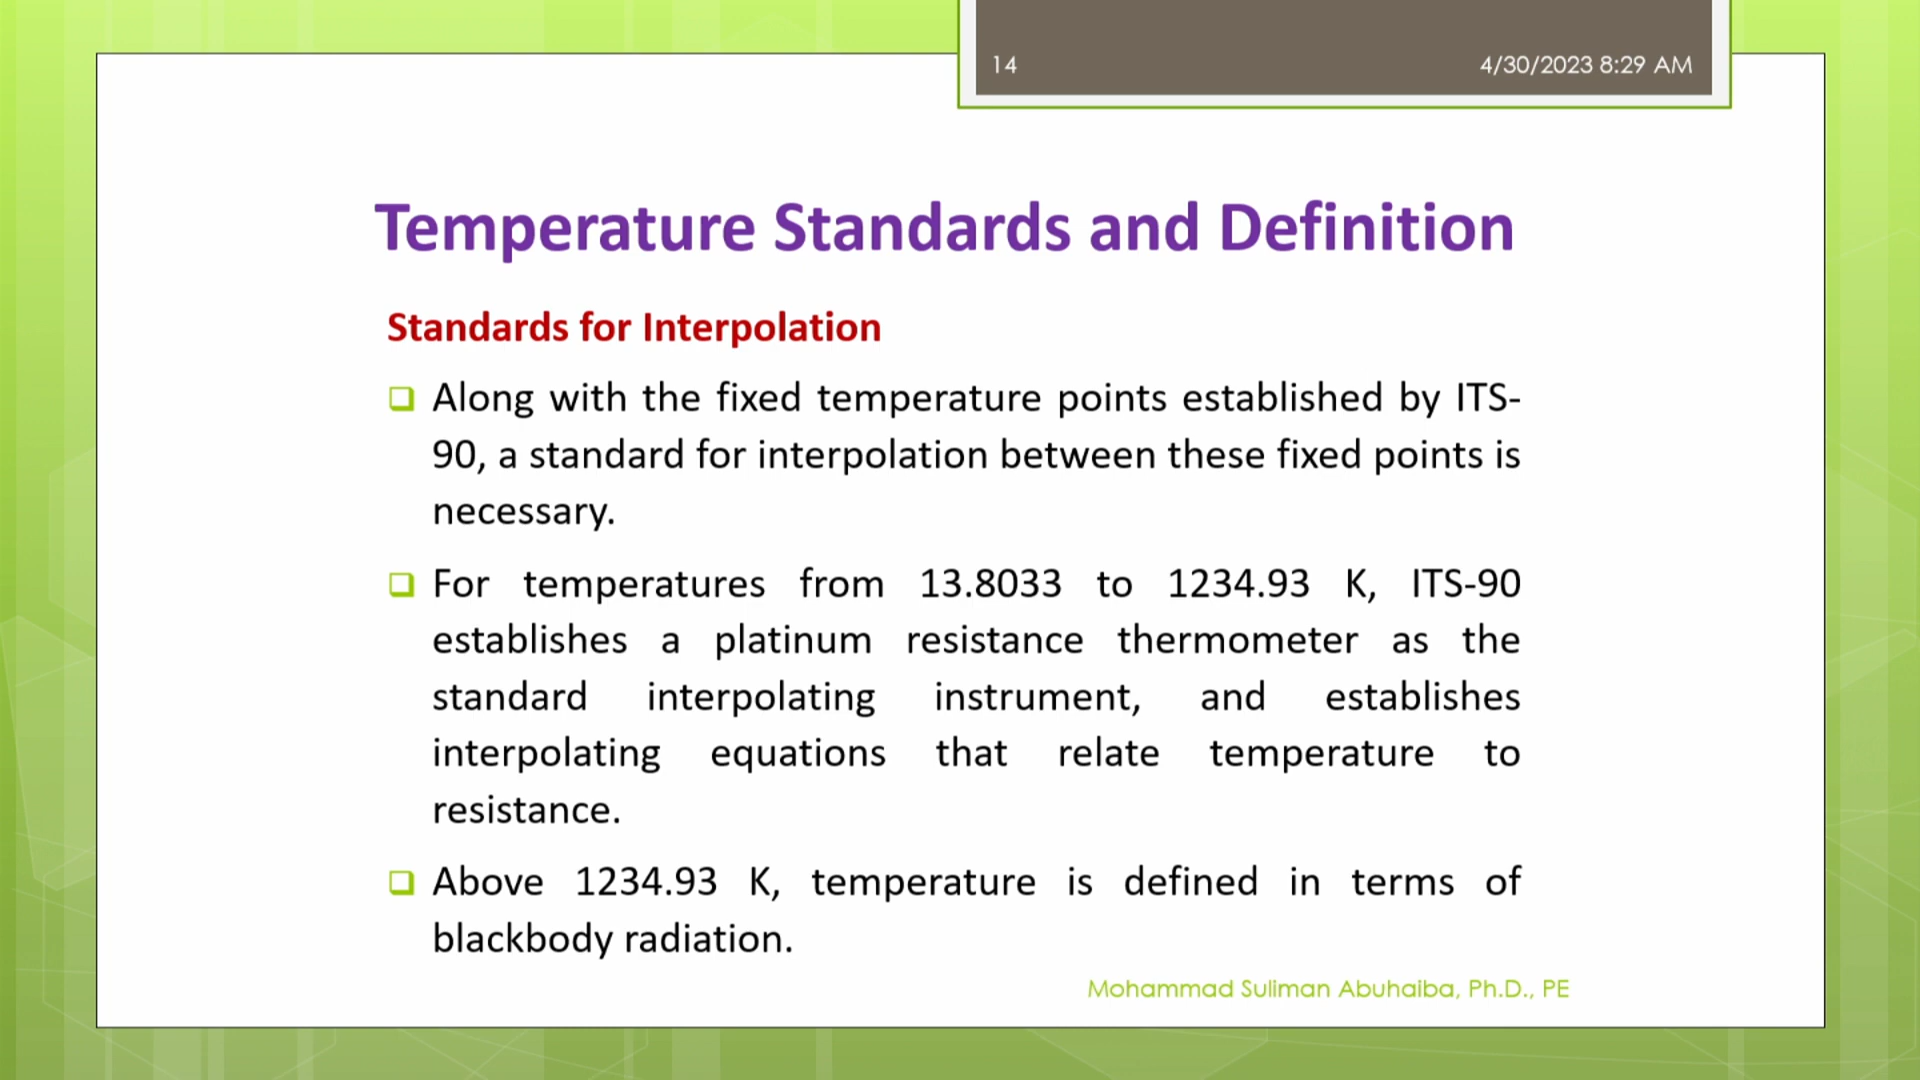 14
4/30/2023 8:29 AM
Temperature Standards and Definition
Standards for Interpolation
Along with the fixed temperature points established by ITS-
90, a standard for interpolation between these fixed points is
necessary.
For temperatures from 13.8033 to 1234.93 K, ITS-90
establishes a platinum resistance thermometer as the
standard interpolating instrument, and establishes
interpolating equations that relate temperature to
resistance.
Above 1234.93 K, temperature is defined in terms of
blackbody radiation.
Mohammad Suliman Abuhaiba, Ph.D., PE